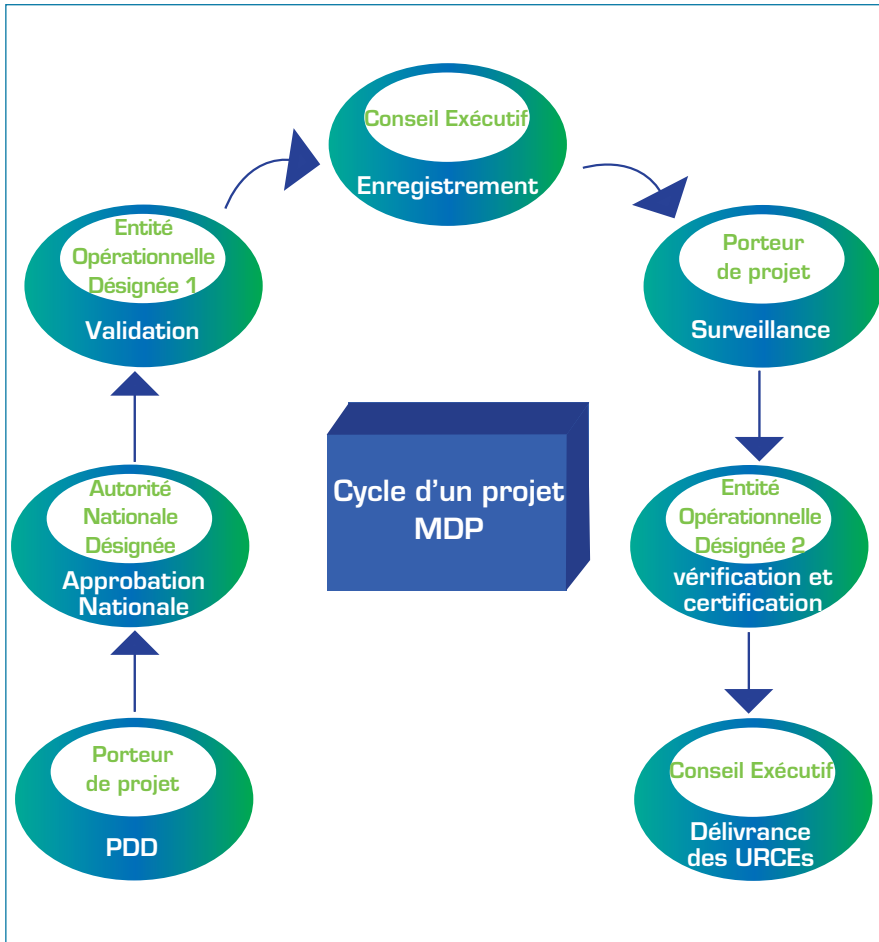 Conseil Exécutif
Enregistrement
Entité
Opérationnelle
Désignée 1
Validation
Porteur
de projet
Surveillance
Cycle d'un projet
MDP
Autorité
Nationale
Désignée
Approbation
Nationale
Entité
Opérationnelle
Désignée 2
vérification et
certification
Porteur
de projet
PDD
Conseil Exécutif
Délivrance
des URCEs